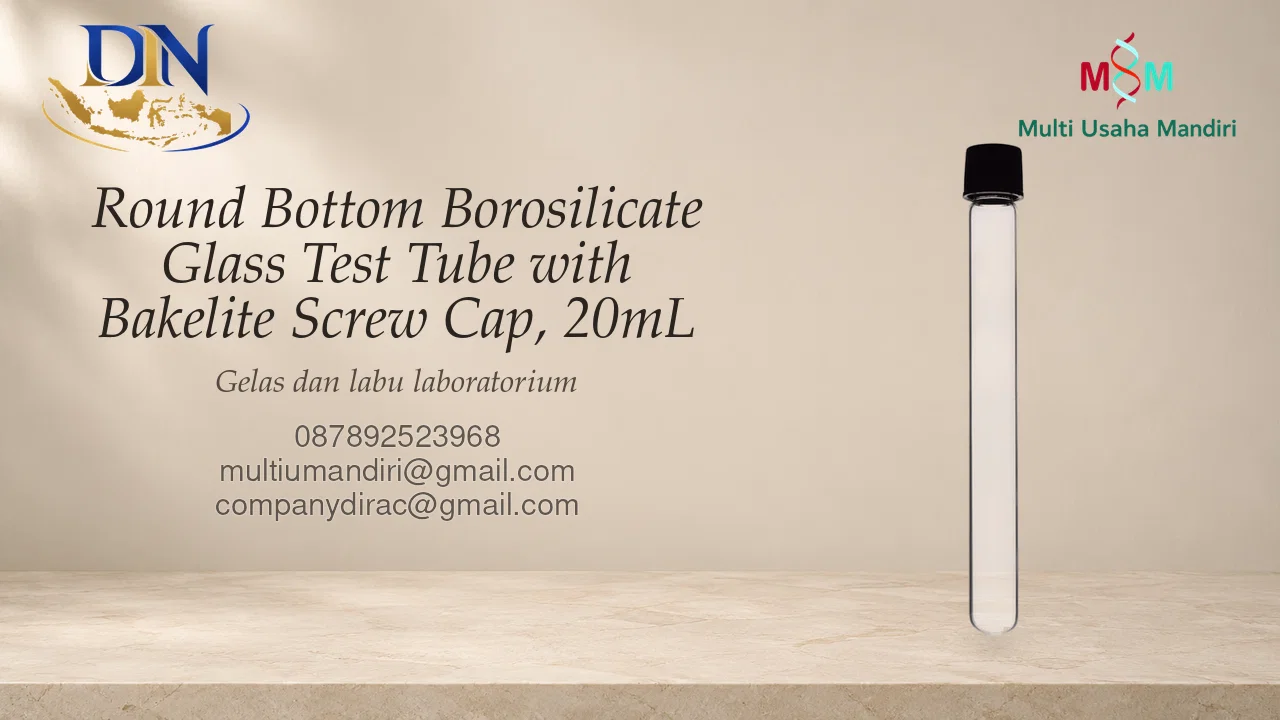 DIN
M M
Multi Usaha Mandiri
Round Bottom Borosilicate
Glass Test Tube with
Bakelite Screw Cap, 20mL
Gelas dan labu laboratorium
087892523968
multiumandiri@gmail.com
companydirac@gmail.com